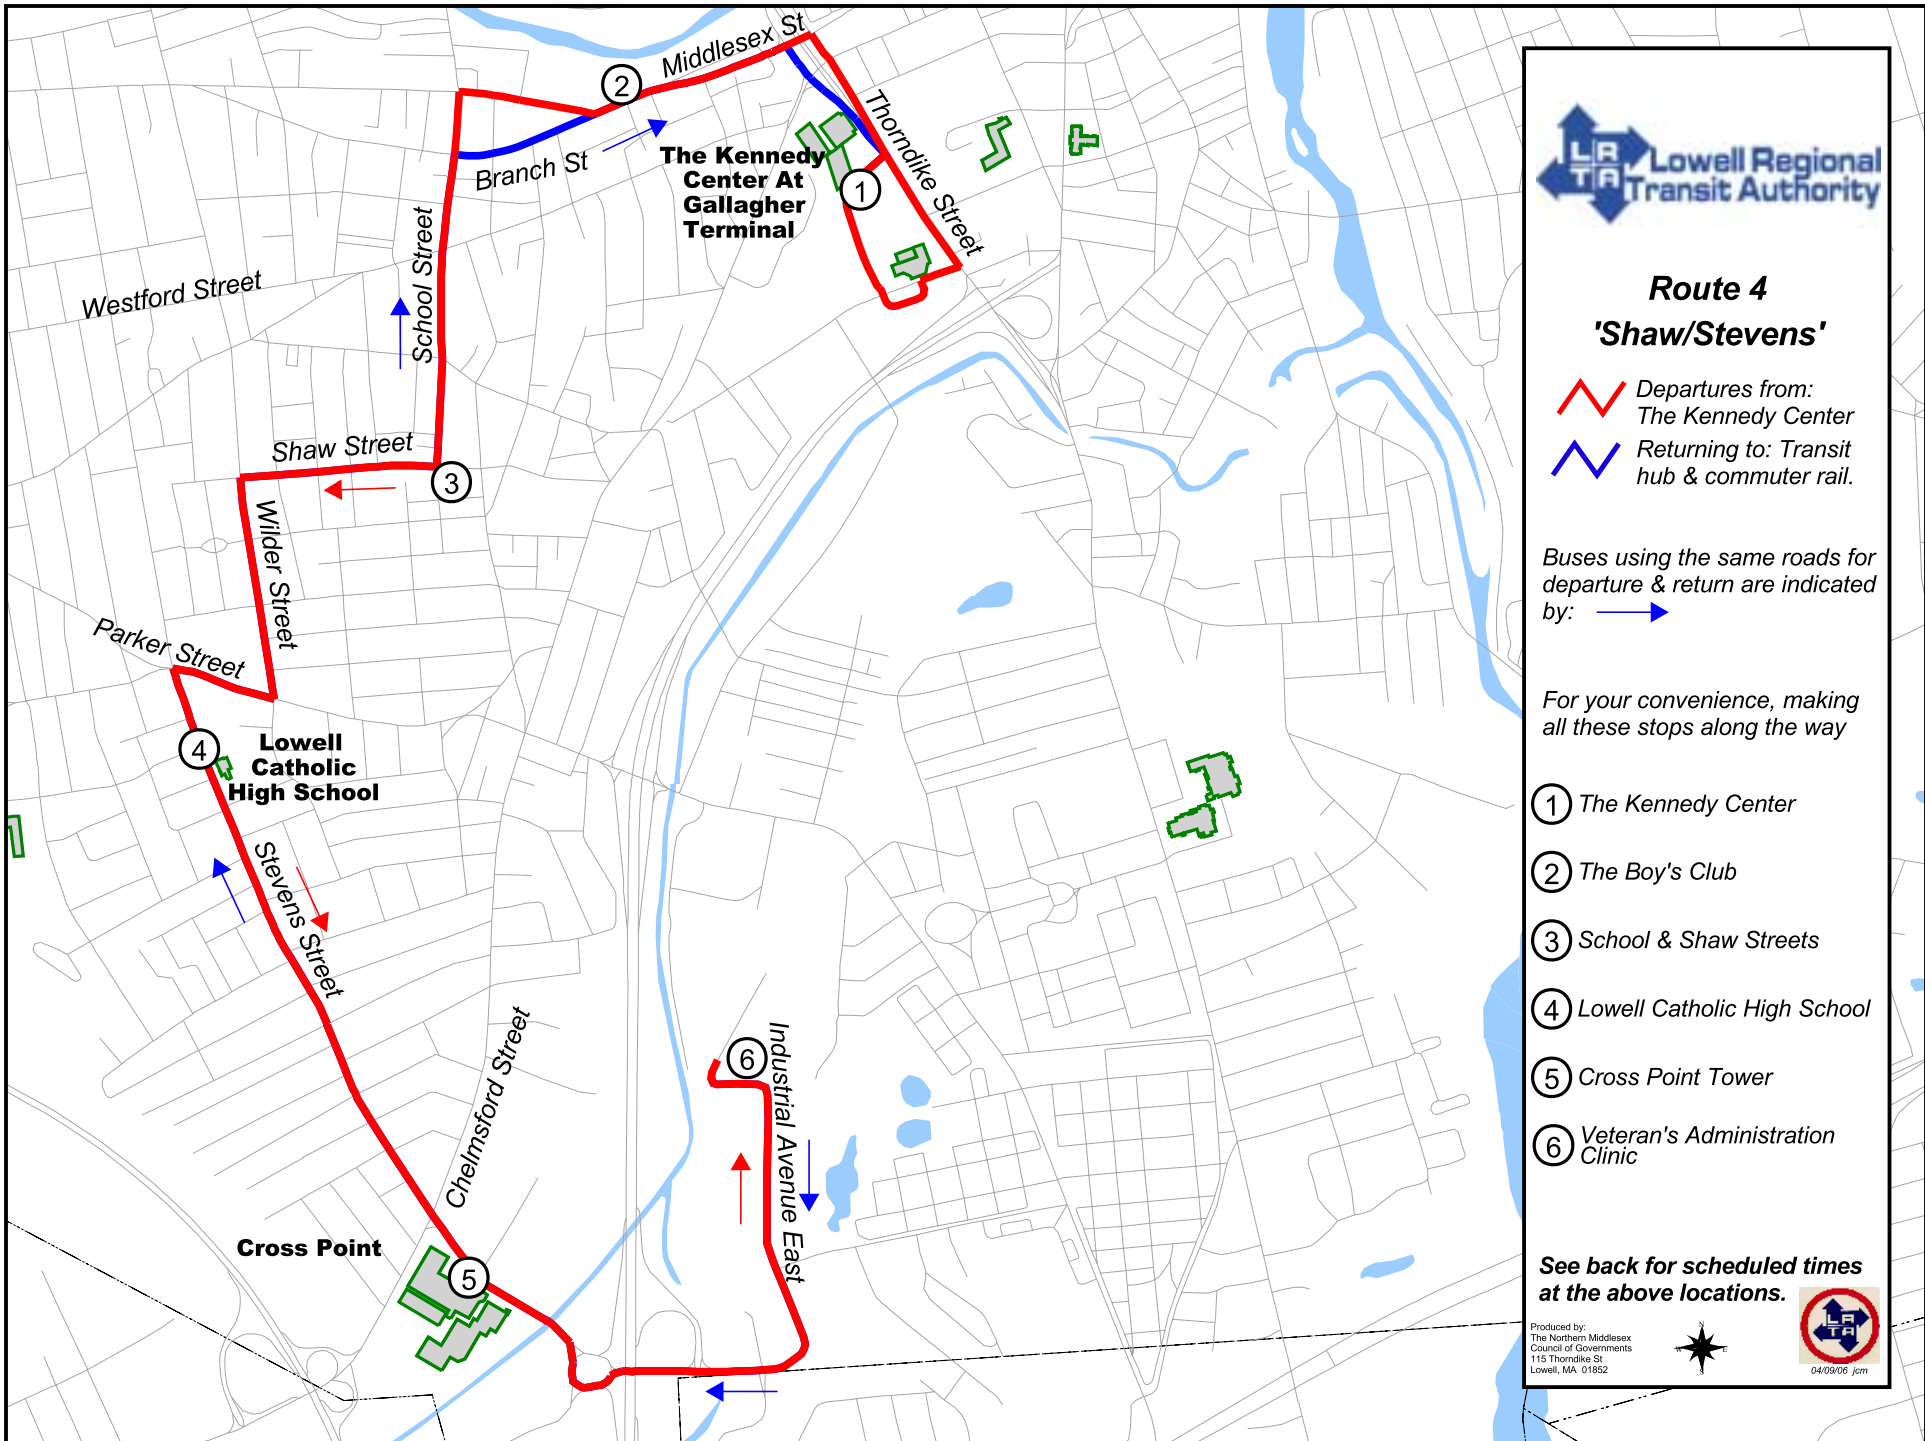 Middlesex St
2
Thorndike Street
Branch St
The Kennedy
Center At
Gallagher
Terminal
1
School Street
Westford Street
Shaw Street
3
Wilder Street
Parker Street
4
Lowell
Catholic
High School
Stevens Street
Chelmsford Street
6
Industrial Avenue East
Cross Point
5
LRTA
Lowell Regional
Transit Authority
Route 4
'Shaw/Stevens'
Departures from:
The Kennedy Center
Returning to: Transit
hub & commuter rail.
Buses using the same roads for
departure & return are indicated
by:
For your convenience, making
all these stops along the way
1 The Kennedy Center
2 The Boy's Club
3 School & Shaw Streets
4 Lowell Catholic High School
5 Cross Point Tower
6 Veteran's Administration
Clinic
See back for scheduled times
at the above locations.
Produced by:
The Northern Middlesex
Council of Governments
115 Thorndike St
Lowell, MA 01852
N
W
E
S
LRTA
04/09/06 jcm